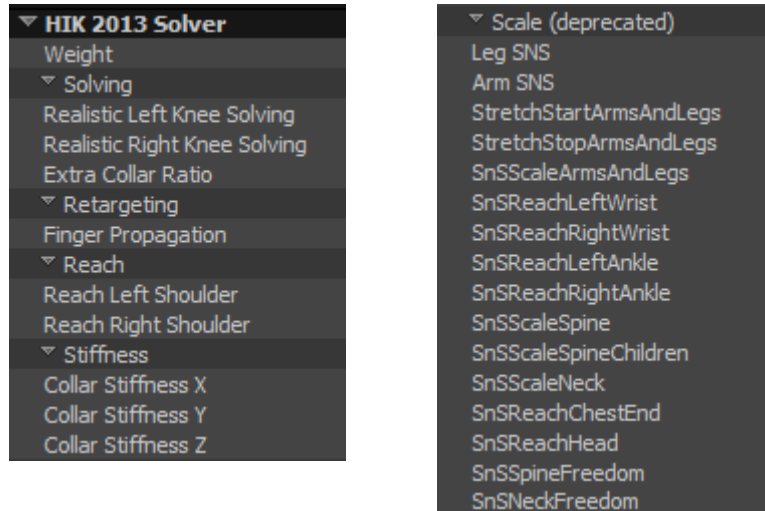 HIK 2013 Solver
Weight
Solving
Realistic Left Knee Solving
Realistic Right Knee Solving
Extra Collar Ratio
Retargeting
Finger Propagation
Reach
Reach Left Shoulder
Reach Right Shoulder
Stiffness
Collar Stiffness X
Collar Stiffness Y
Collar Stiffness Z
Scale (deprecated)
Leg SNS
Arm SNS
StretchStartArmsAndLegs
StretchStopArmsAndLegs
SnSScaleArmsAndLegs
SnSReachLeftWrist
SnSReachRightWrist
SnSReachLeftAnkle
SnSReachRightAnkle
SnSScaleSpine
SnSScaleSpineChildren
SnSScaleNeck
SnSReachChestEnd
SnSReachHead
SnSSpineFreedom
SnSNeckFreedom